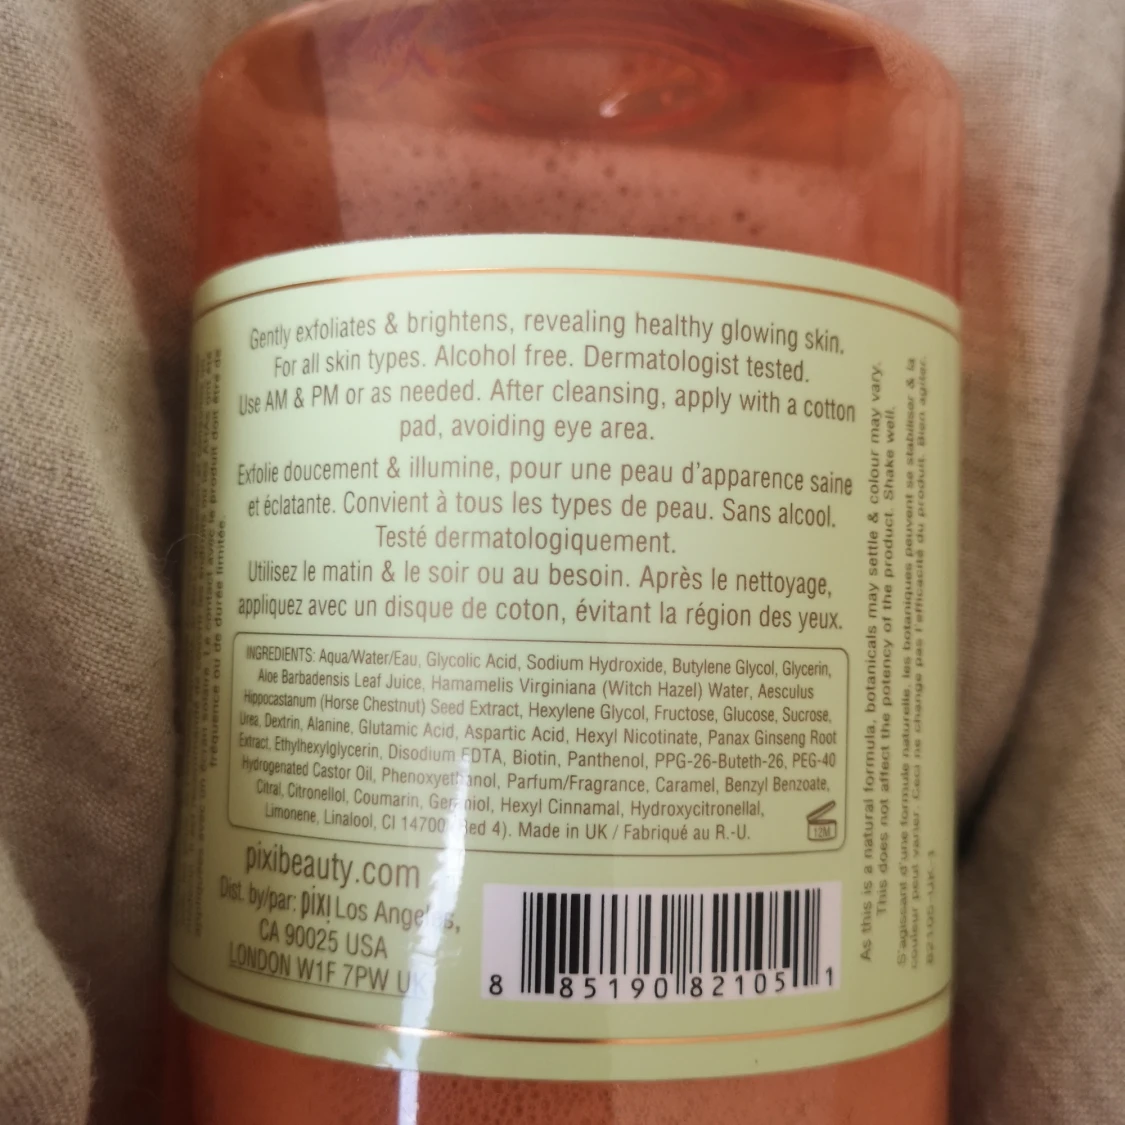 Gently exfoliates & brightens, revealing healthy glowing skin.
For all skin types. Alcohol free. Dermatologist tested.
Use AM & PM or as needed. After cleansing, apply with a cotton
pad, avoiding eye area.
Exfolie doucement & illumine, pour une peau d'apparence saine
et éclatante. Convient à tous les types de peau. Sans alcool.
Testé dermatologiquement.
Utilisez le matin & le soir ou au besoin. Après le nettoyage,
appliquez avec un disque de coton, évitant la région des yeux.
INGREDIENTS: Aqua/Water/Eau, Glycolic Acid, Sodium Hydroxide, Butylene Glycol, Glycerin,
Aloe Barbadensis Leaf Juice, Hamamelis Virginiana (Witch Hazel) Water, Aesculus
Hippocastanum (Horse Chestnut) Seed Extract, Hexylene Glycol, Fructose, Glucose, Sucrose,
Urea, Dextrin, Alanine, Glutamic Acid, Aspartic Acid, Hexyl Nicotinate, Panax Ginseng Root
Extract, Ethylhexylglycerin, Disodium EDTA, Biotin, Panthenol, PPG-26-Buteth-26, PEG-40
Hydrogenated Castor Oil, Phenoxyethanol, Parfum/Fragrance, Caramel, Benzyl Benzoate,
Citral, Citronellol, Coumarin, Geraniol, Hexyl Cinnamal, Hydroxycitronellal,
Limonene, Linalool, CI 14700 (Red 4). Made in UK / Fabriqué au R.-U.
12M
pixibeauty.com
Dist. by/par: pixi Los Angeles,
CA 90025 USA
LONDON W1F 7PW UK
8 85190 82105 1
As this is a natural formula, botanicals may settle & colour may vary.
This does not affect the potency of the product. Shake well.
S'agissant d'une formule naturelle, les botaniques peuvent se stabiliser & la
couleur peut varier. Ceci ne change pas l'efficacité du produit. Bien agiter.
produit doit être de
fréquence ou de durée limitée.